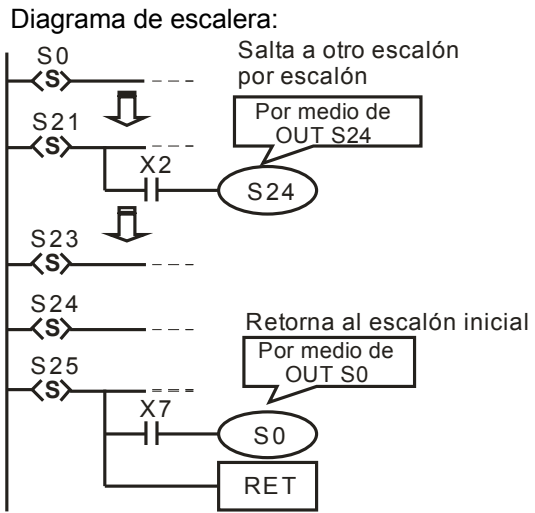 Diagrama de escalera:
S0
S
Salta a otro escalón
por escalón
S21
S
Por medio de
OUT S24
X2
S24
S23
S
S24
S
Retorna al escalón inicial
S25
S
Por medio de
OUT S0
X7
S0
RET